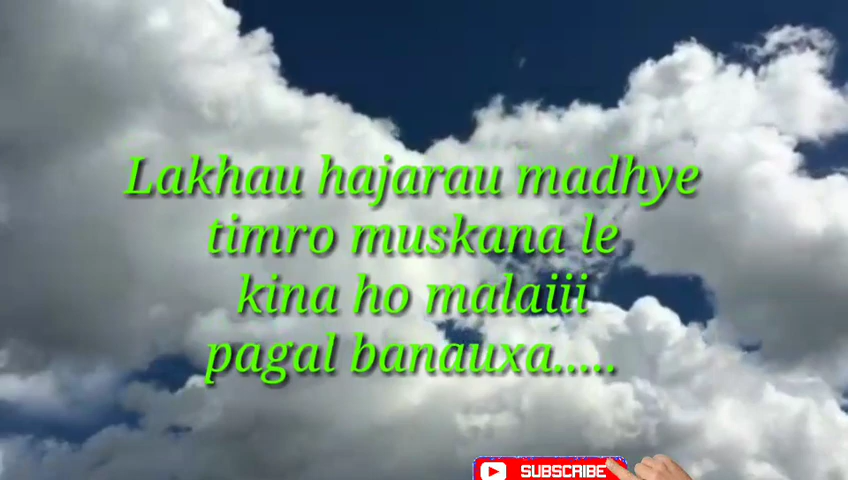 Lakhau hajarau madhye
timro muskana le
kina ho malaiii
pagal banauxa.....
SUBSCRIBE